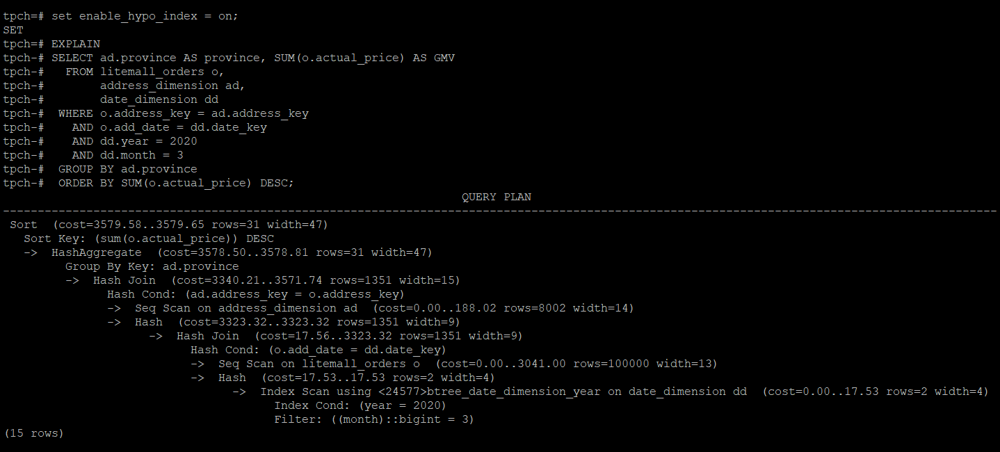 tpch=# set enable_hypo_index = on;
SET
tpch=# EXPLAIN
tpch-# SELECT ad.province AS province, SUM(o.actual_price) AS GMV
tpch-#   FROM litemall_orders o,
tpch-#        address_dimension ad,
tpch-#        date_dimension dd
tpch-#  WHERE o.address_key = ad.address_key
tpch-#    AND o.add_date = dd.date_key
tpch-#    AND dd.year = 2020
tpch-#    AND dd.month = 3
tpch-#  GROUP BY ad.province
tpch-#  ORDER BY SUM(o.actual_price) DESC;
                                                                  QUERY PLAN
-----------------------------------------------------------------------------------------------------------------------------------------------
 Sort  (cost=3579.58..3579.65 rows=31 width=47)
   Sort Key: (sum(o.actual_price)) DESC
   ->  HashAggregate  (cost=3578.50..3578.81 rows=31 width=47)
         Group By Key: ad.province
         ->  Hash Join  (cost=3340.21..3571.74 rows=1351 width=15)
               Hash Cond: (ad.address_key = o.address_key)
               ->  Seq Scan on address_dimension ad  (cost=0.00..188.02 rows=8002 width=14)
               ->  Hash  (cost=3323.32..3323.32 rows=1351 width=9)
                     ->  Hash Join  (cost=17.56..3323.32 rows=1351 width=9)
                           Hash Cond: (o.add_date = dd.date_key)
                           ->  Seq Scan on litemall_orders o  (cost=0.00..3041.00 rows=100000 width=13)
                           ->  Hash  (cost=17.53..17.53 rows=2 width=4)
                                 ->  Index Scan using <24577>btree_date_dimension_year on date_dimension dd  (cost=0.00..17.53 rows=2 width=4)
                                       Index Cond: (year = 2020)
                                       Filter: ((month)::bigint = 3)
(15 rows)